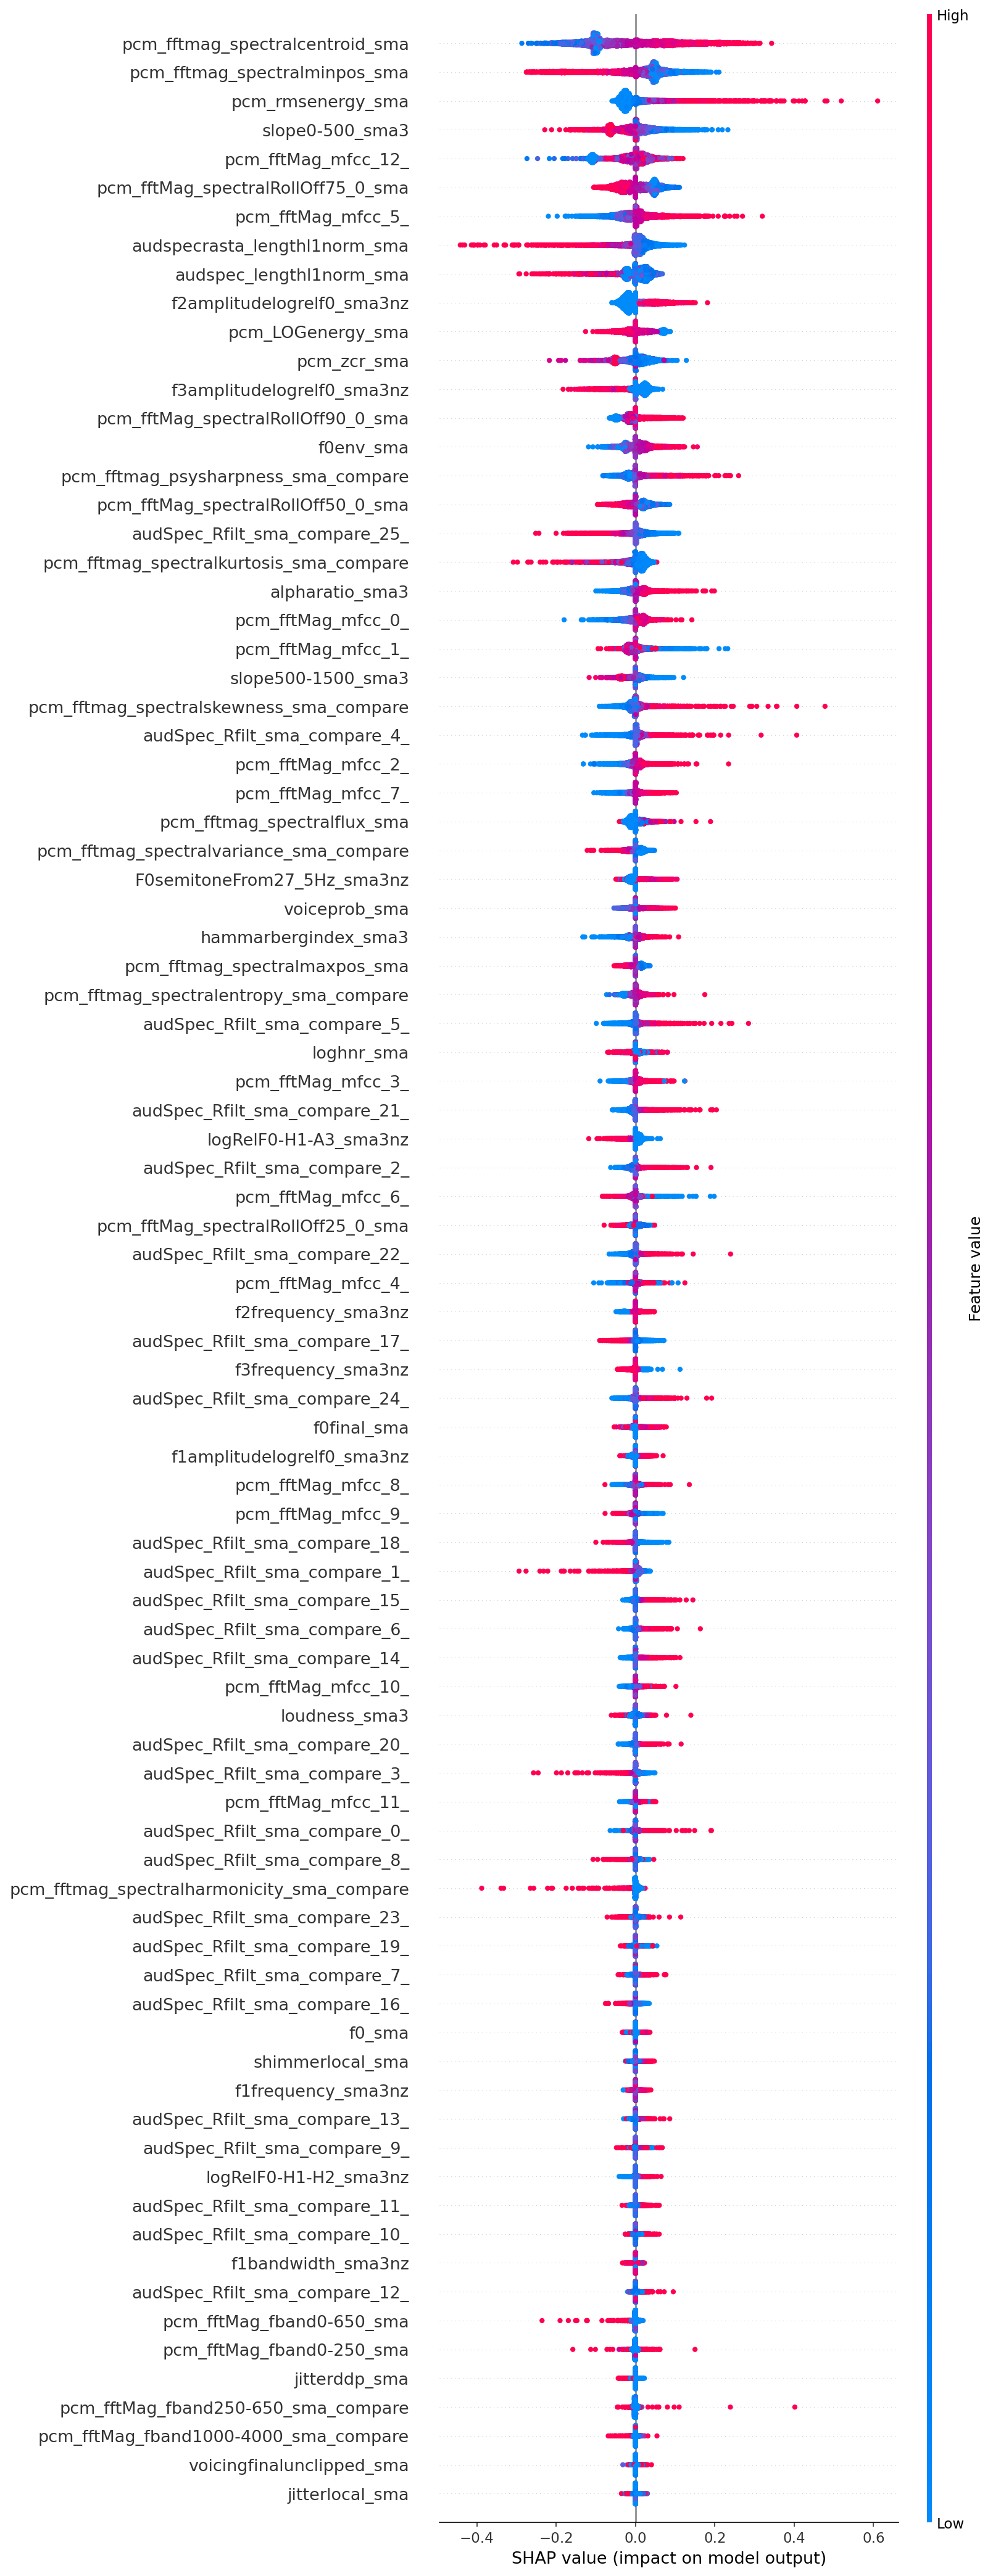 High
pcm_fftmag_spectralcentroid_sma
pcm_fftmag_spectralminpos_sma
pcm_rmsenergy_sma
slope0-500_sma3
pcm_fftMag_mfcc_12_
pcm_fftMag_spectralRollOff75_0_sma
pcm_fftMag_mfcc_5_
audspecrasta_lengthl1norm_sma
audspec_lengthl1norm_sma
f2amplitudelogrelf0_sma3nz
pcm_LOGenergy_sma
pcm_zcr_sma
f3amplitudelogrelf0_sma3nz
pcm_fftMag_spectralRollOff90_0_sma
f0env_sma
pcm_fftmag_psysharpness_sma_compare
pcm_fftMag_spectralRollOff50_0_sma
audSpec_Rfilt_sma_compare_25_
pcm_fftmag_spectralkurtosis_sma_compare
alpharatio_sma3
pcm_fftMag_mfcc_0_
pcm_fftMag_mfcc_1_
slope500-1500_sma3
pcm_fftmag_spectralskewness_sma_compare
audSpec_Rfilt_sma_compare_4_
pcm_fftMag_mfcc_2_
pcm_fftMag_mfcc_7_
pcm_fftmag_spectralflux_sma
pcm_fftmag_spectralvariance_sma_compare
F0semitoneFrom27_5Hz_sma3nz
voiceprob_sma
hammarbergindex_sma3
pcm_fftmag_spectralmaxpos_sma
pcm_fftmag_spectralentropy_sma_compare
audSpec_Rfilt_sma_compare_5_
loghnr_sma
pcm_fftMag_mfcc_3_
audSpec_Rfilt_sma_compare_21_
logRelF0-H1-A3_sma3nz
audSpec_Rfilt_sma_compare_2_
pcm_fftMag_mfcc_6_
pcm_fftMag_spectralRollOff25_0_sma
audSpec_Rfilt_sma_compare_22_
pcm_fftMag_mfcc_4_
f2frequency_sma3nz
audSpec_Rfilt_sma_compare_17_
f3frequency_sma3nz
audSpec_Rfilt_sma_compare_24_
f0final_sma
f1amplitudelogrelf0_sma3nz
pcm_fftMag_mfcc_8_
pcm_fftMag_mfcc_9_
audSpec_Rfilt_sma_compare_18_
audSpec_Rfilt_sma_compare_1_
audSpec_Rfilt_sma_compare_15_
audSpec_Rfilt_sma_compare_6_
audSpec_Rfilt_sma_compare_14_
pcm_fftMag_mfcc_10_
loudness_sma3
audSpec_Rfilt_sma_compare_20_
audSpec_Rfilt_sma_compare_3_
pcm_fftMag_mfcc_11_
audSpec_Rfilt_sma_compare_0_
audSpec_Rfilt_sma_compare_8_
pcm_fftmag_spectralharmonicity_sma_compare
audSpec_Rfilt_sma_compare_23_
audSpec_Rfilt_sma_compare_19_
audSpec_Rfilt_sma_compare_7_
audSpec_Rfilt_sma_compare_16_
f0_sma
shimmerlocal_sma
f1frequency_sma3nz
audSpec_Rfilt_sma_compare_13_
audSpec_Rfilt_sma_compare_9_
logRelF0-H1-H2_sma3nz
audSpec_Rfilt_sma_compare_11_
audSpec_Rfilt_sma_compare_10_
f1bandwidth_sma3nz
audSpec_Rfilt_sma_compare_12_
pcm_fftMag_fband0-650_sma
pcm_fftMag_fband0-250_sma
jitterddp_sma
pcm_fftMag_fband250-650_sma_compare
pcm_fftMag_fband1000-4000_sma_compare
voicingfinalunclipped_sma
jitterlocal_sma
Feature value
Low
−0.4 −0.2 0.0 0.2 0.4 0.6
SHAP value (impact on model output)